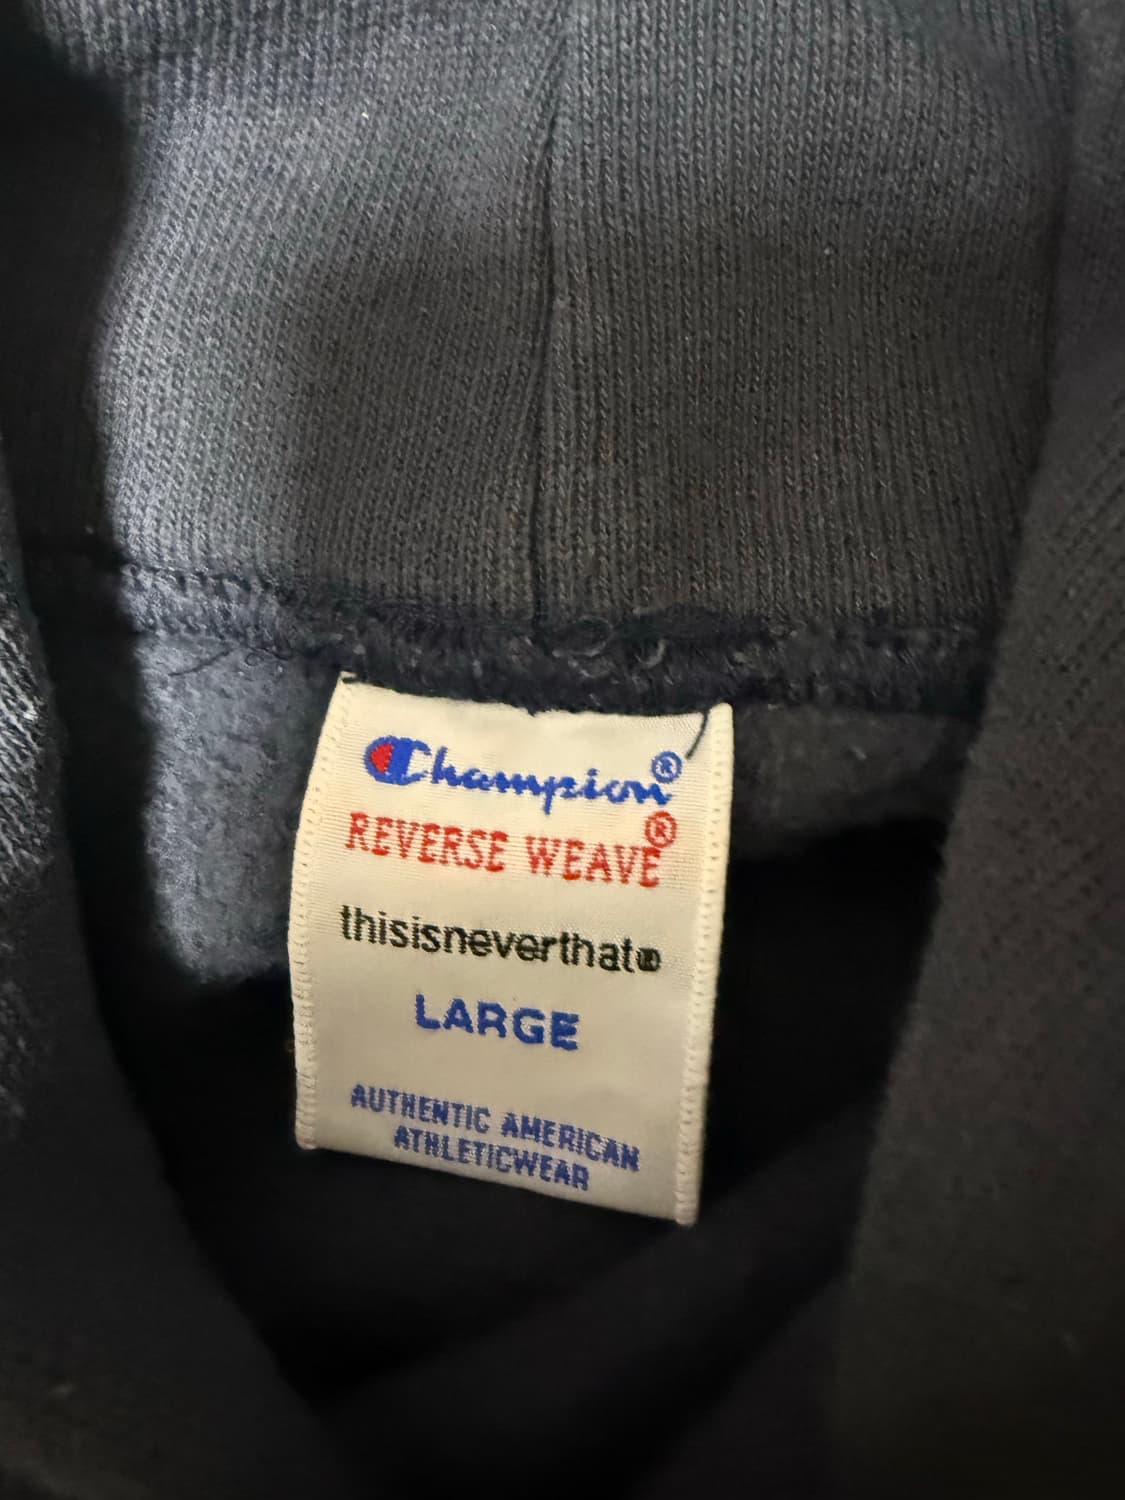 Champion®
REVERSE WEAVE®
thisisneverthat®
LARGE
AUTHENTIC AMERICAN
ATHLETICWEAR